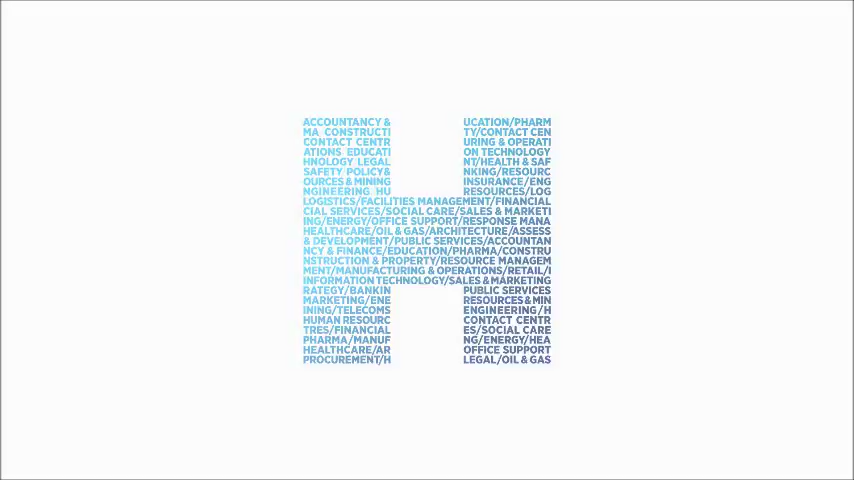 ACCOUNTANCY & UCATION/PHARM
MA CONSTRUCTI TY/CONTACT CEN
CONTACT CENTR URING & OPERATI
ATIONS EDUCATI ON TECHNOLOGY
HNOLOGY LEGAL NT/HEALTH & SAF
SAFETY POLICY& NKING/RESOURC
OURCES & MINING INSURANCE/ENG
NGINEERING HU RESOURCES/LOG
LOGISTICS/FACILITIES MANAGEMENT/FINANCIAL
CIAL SERVICES/SOCIAL CARE/SALES & MARKETI
ING/ENERGY/OFFICE SUPPORT/RESPONSE MANA
HEALTHCARE/OIL & GAS/ARCHITECTURE/ASSESS
& DEVELOPMENT/PUBLIC SERVICES/ACCOUNTAN
NCY & FINANCE/EDUCATION/PHARMA/CONSTRU
NSTRUCTION & PROPERTY/RESOURCE MANAGEM
MENT/MANUFACTURING & OPERATIONS/RETAIL/I
INFORMATION TECHNOLOGY/SALES & MARKETING
RATEGY/BANKIN PUBLIC SERVICES
MARKETING/ENE RESOURCES & MIN
INING/TELECOMS ENGINEERING/H
HUMAN RESOURC CONTACT CENTR
TRES/FINANCIAL ES/SOCIAL CARE
PHARMA/MANUF NG/ENERGY/HEA
HEALTHCARE/AR OFFICE SUPPORT
PROCUREMENT/H LEGAL/OIL & GAS